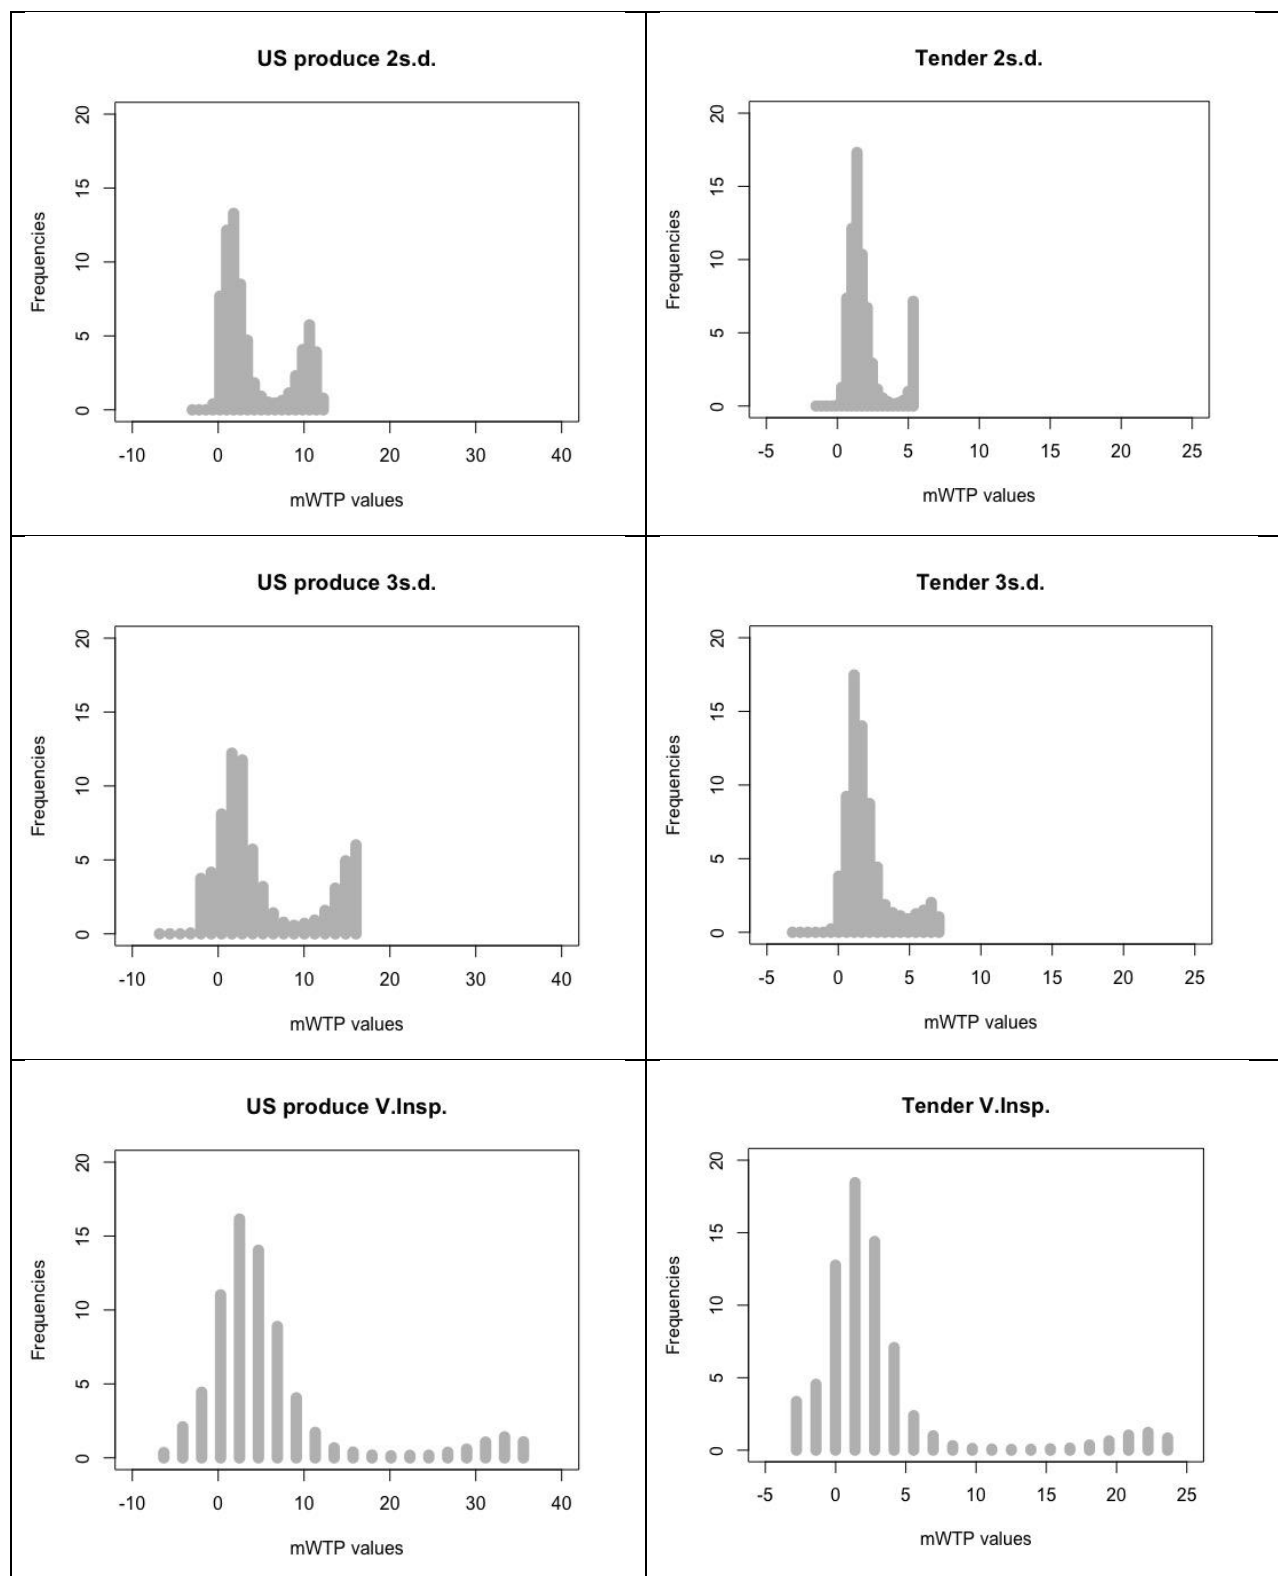 US produce 2s.d.
Frequencies
20
15
10
5
0
-10 0 10 20 30 40
mWTP values
Tender 2s.d.
Frequencies
20
15
10
5
0
-5 0 5 10 15 20 25
mWTP values
US produce 3s.d.
Frequencies
20
15
10
5
0
-10 0 10 20 30 40
mWTP values
Tender 3s.d.
Frequencies
20
15
10
5
0
-5 0 5 10 15 20 25
mWTP values
US produce V.Insp.
Frequencies
20
15
10
5
0
-10 0 10 20 30 40
mWTP values
Tender V.Insp.
Frequencies
20
15
10
5
0
-5 0 5 10 15 20 25
mWTP values